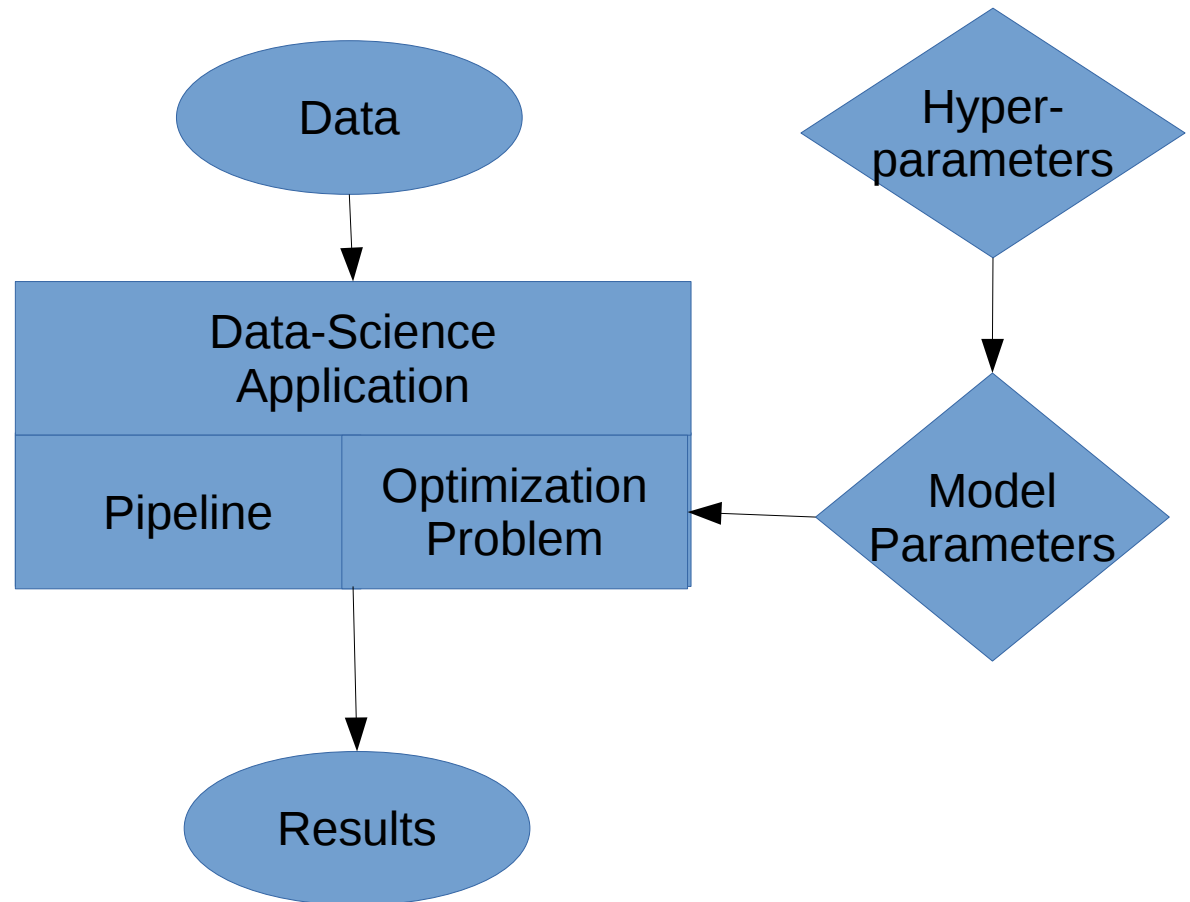 Data
Hyper-
parameters
Data-Science
Application
Pipeline
Optimization
Problem
Model
Parameters
Results